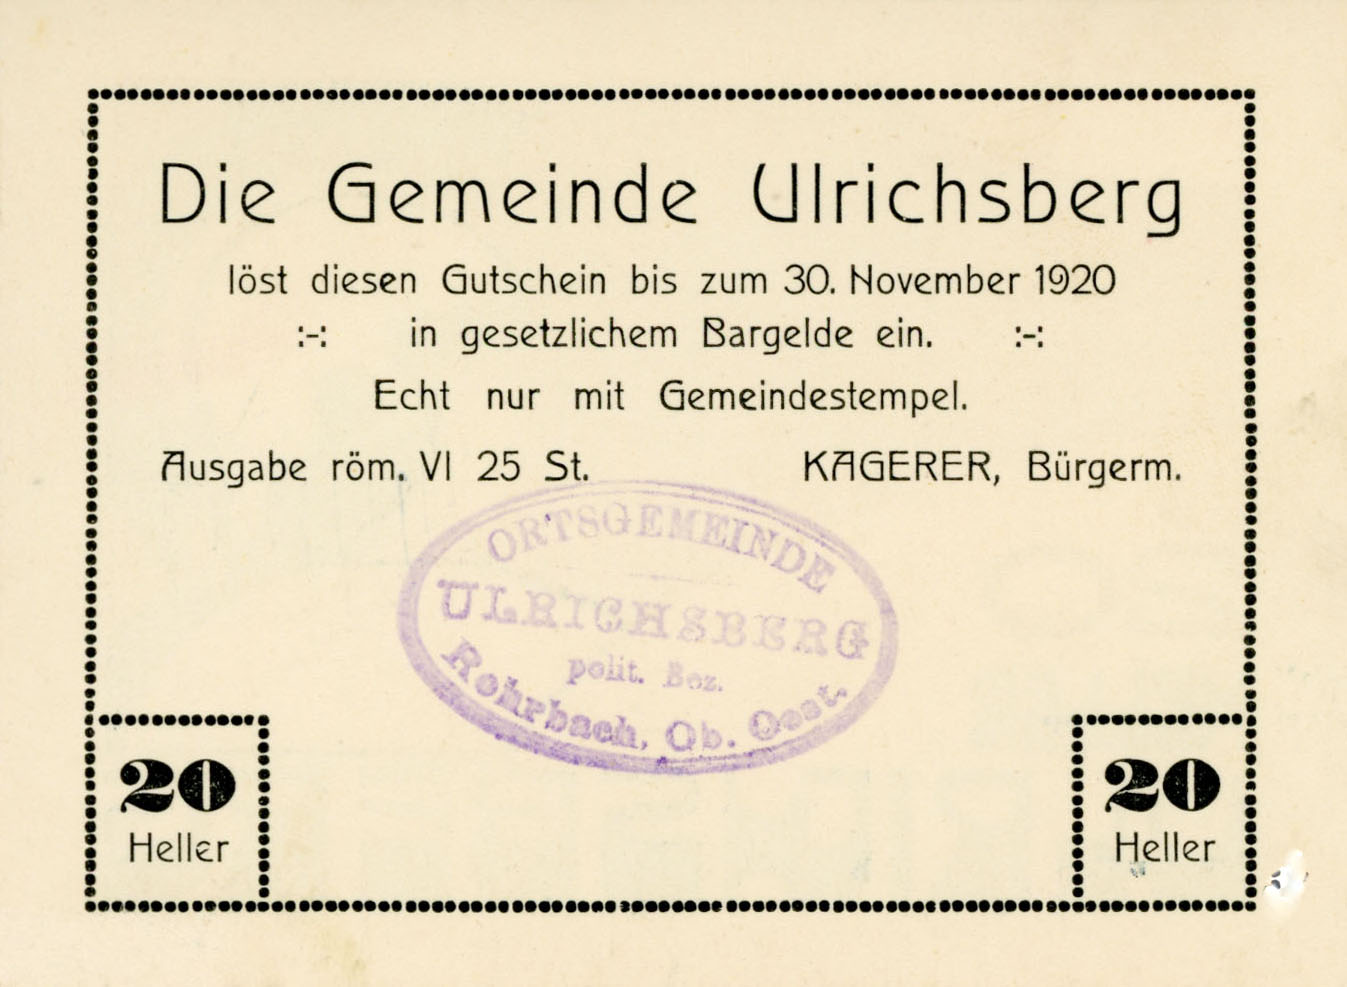 Die Gemeinde Ulrichsberg
löst diesen Gutschein bis zum 30. November 1920
:-: in gesetzlichem Bargelde ein. :-:
Echt nur mit Gemeindestempel.
Ausgabe röm. VI 25 St. KAGERER, Bürgerm.
ORTSGEMEINDE
ULRICHSBERG
polit. Bez.
Rohrbach, Ob. Oest.
20 20
Heller Heller